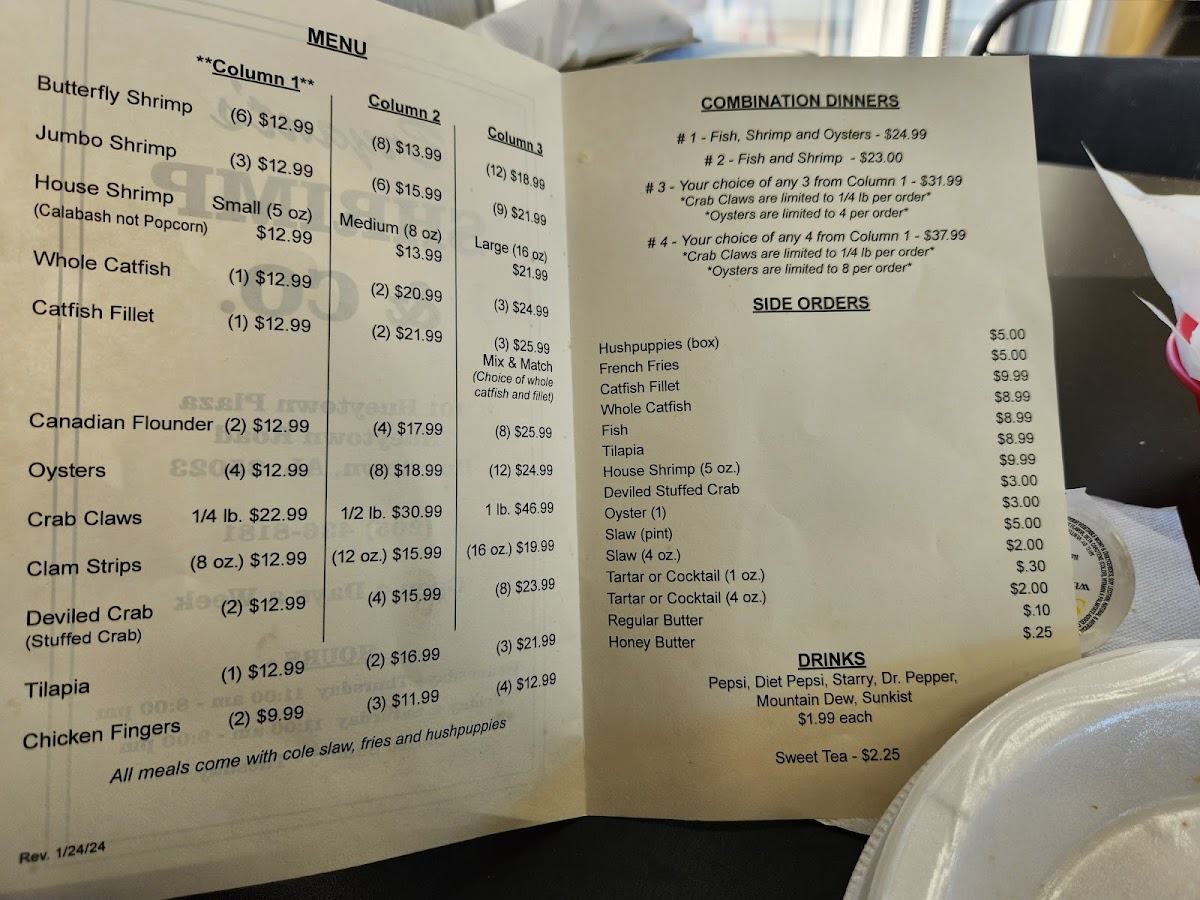 MENU
**Column 1** Column 2 Column 3
Butterfly Shrimp (6) $12.99 (8) $13.99 (12) $18.99
Jumbo Shrimp (3) $12.99 (6) $15.99 (9) $21.99
House Shrimp Small (5 oz) Medium (8 oz) Large (16 oz)
(Calabash not Popcorn) $12.99 $13.99 $21.99
Whole Catfish (1) $12.99 (2) $20.99 (3) $24.99
Catfish Fillet (1) $12.99 (2) $21.99 (3) $25.99
Mix & Match
(Choice of whole
catfish and fillet)
Canadian Flounder (2) $12.99 (4) $17.99 (8) $25.99
Oysters (4) $12.99 (8) $18.99 (12) $24.99
Crab Claws 1/4 lb. $22.99 1/2 lb. $30.99 1 lb. $46.99
Clam Strips (8 oz.) $12.99 (12 oz.) $15.99 (16 oz.) $19.99
Deviled Crab (2) $12.99 (4) $15.99 (8) $23.99
(Stuffed Crab)
Tilapia (1) $12.99 (2) $16.99 (3) $21.99
Chicken Fingers (2) $9.99 (3) $11.99 (4) $12.99
All meals come with cole slaw, fries and hushpuppies
Rev. 1/24/24
COMBINATION DINNERS
# 1 - Fish, Shrimp and Oysters - $24.99
# 2 - Fish and Shrimp - $23.00
# 3 - Your choice of any 3 from Column 1 - $31.99
*Crab Claws are limited to 1/4 lb per order*
*Oysters are limited to 4 per order*
# 4 - Your choice of any 4 from Column 1 - $37.99
*Crab Claws are limited to 1/4 lb per order*
*Oysters are limited to 8 per order*
SIDE ORDERS
Hushpuppies (box) $5.00
French Fries $5.00
Catfish Fillet $9.99
Whole Catfish $8.99
Fish $8.99
Tilapia $8.99
House Shrimp (5 oz.) $9.99
Deviled Stuffed Crab $3.00
Oyster (1) $3.00
Slaw (pint) $5.00
Slaw (4 oz.) $2.00
Tartar or Cocktail (1 oz.) $.30
Tartar or Cocktail (4 oz.) $2.00
Regular Butter $.10
Honey Butter $.25
DRINKS
Pepsi, Diet Pepsi, Starry, Dr. Pepper,
Mountain Dew, Sunkist
$1.99 each
Sweet Tea - $2.25